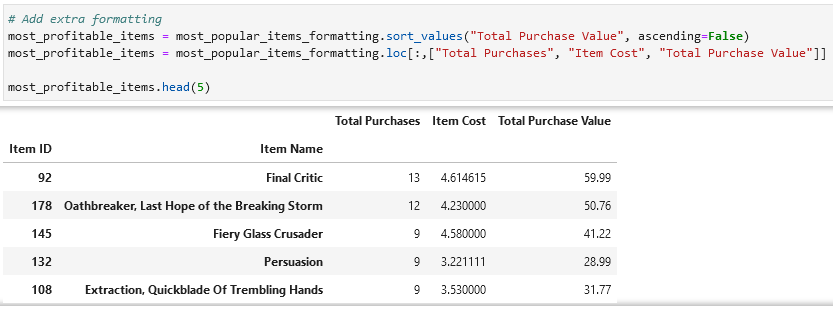 # Add extra formatting
most_profitable_items = most_popular_items_formatting.sort_values("Total Purchase Value", ascending=False)
most_profitable_items = most_popular_items_formatting.loc[:,["Total Purchases", "Item Cost", "Total Purchase Value"]]
most_profitable_items.head(5)
Total Purchases Item Cost Total Purchase Value
Item ID Item Name
92 Final Critic 13 4.614615 59.99
178 Oathbreaker, Last Hope of the Breaking Storm 12 4.230000 50.76
145 Fiery Glass Crusader 9 4.580000 41.22
132 Persuasion 9 3.221111 28.99
108 Extraction, Quickblade Of Trembling Hands 9 3.530000 31.77